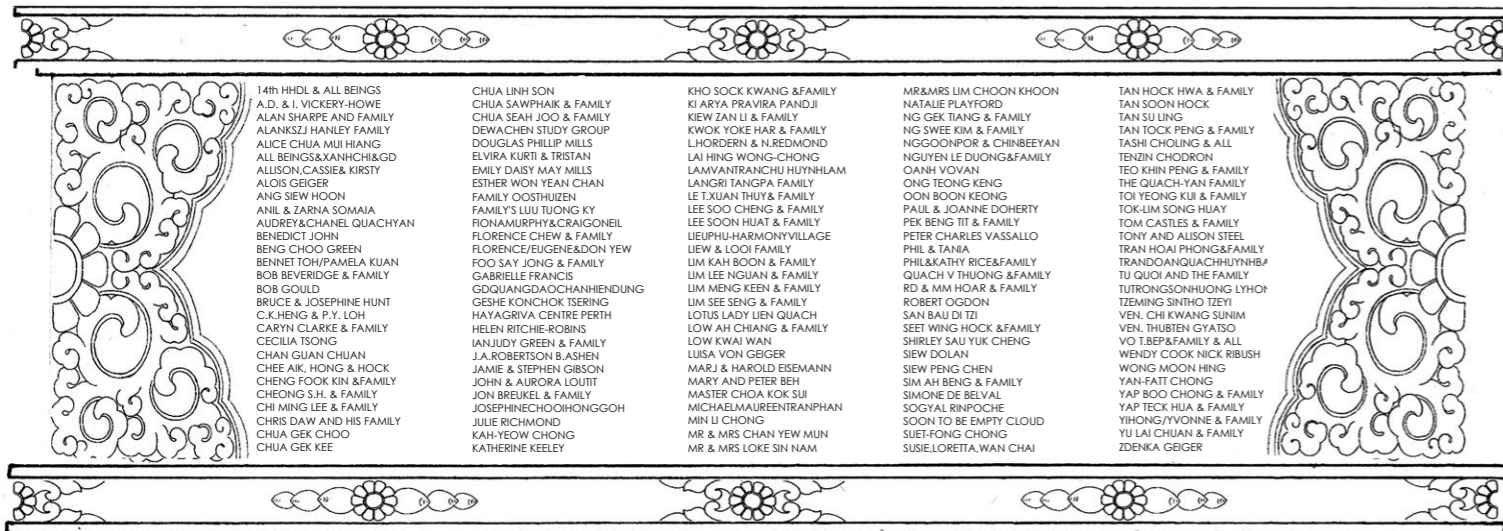 14th HHDL & ALL BEINGS
A.D. & I. VICKERY-HOWE
ALAN SHARPE AND FAMILY
ALANKSZJ HANLEY FAMILY
ALICE CHUA MUI HIANG
ALL BEINGS&XANHCHI&GD
ALLISON,CASSIE& KIRSTY
ALOIS GEIGER
ANG SIEW HOON
ANIL & ZARNA SOMAIA
AUDREY&CHANEL QUACHYAN
BENEDICT JOHN
BENG CHOO GREEN
BENNET TOH/PAMELA KUAN
BOB BEVERIDGE & FAMILY
BOB GOULD
BRUCE & JOSEPHINE HUNT
C.K.HENG & P.Y. LOH
CARYN CLARKE & FAMILY
CECILIA TSONG
CHAN GUAN CHUAN
CHEE AIK, HONG & HOCK
CHENG FOOK KIN &FAMILY
CHEONG S.H. & FAMILY
CHI MING LEE & FAMILY
CHRIS DAW AND HIS FAMILY
CHUA GEK CHOO
CHUA GEK KEE
CHUA LINH SON
CHUA SAWPHAIK & FAMILY
CHUA SEAH JOO & FAMILY
DEWACHEN STUDY GROUP
DOUGLAS PHILLIP MILLS
ELVIRA KURTI & TRISTAN
EMILY DAISY MAY MILLS
ESTHER WON YEAN CHAN
FAMILY OOSTHUIZEN
FAMILY'S LUU TUONG KY
FIONAMURPHY&CRAIGONEIL
FLORENCE CHEW & FAMILY
FLORENCE/EUGENE&DON YEW
FOO SAY JONG & FAMILY
GABRIELLE FRANCIS
GDQUANGDAOCHANHIENDUNG
GESHE KONCHOK TSERING
HAYAGRIVA CENTRE PERTH
HELEN RITCHIE-ROBINS
IANJUDY GREEN & FAMILY
J.A.ROBERTSON B.ASHEN
JAMIE & STEPHEN GIBSON
JOHN & AURORA LOUTIT
JON BREUKEL & FAMILY
JOSEPHINECHOOIHONGGOH
JULIE RICHMOND
KAH-YEOW CHONG
KATHERINE KEELEY
KHO SOCK KWANG &FAMILY
KI ARYA PRAVIRA PANDJI
KIEW ZAN LI & FAMILY
KWOK YOKE HAR & FAMILY
L.HORDERN & N.REDMOND
LAI HING WONG-CHONG
LAMVANTRANCHU HUYNHLAM
LANGRI TANGPA FAMILY
LE T.XUAN THUY& FAMILY
LEE SOO CHENG & FAMILY
LEE SOON HUAT & FAMILY
LIEUPHU-HARMONYVILLAGE
LIEW & LOOI FAMILY
LIM KAH BOON & FAMILY
LIM LEE NGUAN & FAMILY
LIM MENG KEEN & FAMILY
LIM SEE SENG & FAMILY
LOTUS LADY LIEN QUACH
LOW AH CHIANG & FAMILY
LOW KWAI WAN
LUISA VON GEIGER
MARJ & HAROLD EISEMANN
MARY AND PETER BEH
MASTER CHOA KOK SUI
MICHAELMAUREENTRANPHAN
MIN LI CHONG
MR & MRS CHAN YEW MUN
MR & MRS LOKE SIN NAM
MR&MRS LIM CHOON KHOON
NATALIE PLAYFORD
NG GEK TIANG & FAMILY
NG SWEE KIM & FAMILY
NGGOONPOR & CHINBEEYAN
NGUYEN LE DUONG&FAMILY
OANH VOVAN
ONG TEONG KENG
OON BOON KEONG
PAUL & JOANNE DOHERTY
PEK BENG TIT & FAMILY
PETER CHARLES VASSALLO
PHIL & TANIA
PHIL&KATHY RICE&FAMILY
QUACH V THUONG &FAMILY
RD & MM HOAR & FAMILY
ROBERT OGDON
SAN BAU DI TZI
SEET WING HOCK &FAMILY
SHIRLEY SAU YUK CHENG
SIEW DOLAN
SIEW PENG CHEN
SIM AH BENG & FAMILY
SIMONE DE BELVAL
SOGYAL RINPOCHE
SOON TO BE EMPTY CLOUD
SUET-FONG CHONG
SUSIE,LORETTA,WAN CHAI
TAN HOCK HWA & FAMILY
TAN SOON HOCK
TAN SU LING
TAN TOCK PENG & FAMILY
TASHI CHOLING & ALL
TENZIN CHODRON
TEO KHIN PENG & FAMILY
THE QUACH-YAN FAMILY
TOI YEONG KUI & FAMILY
TOK-LIM SONG HUAY
TOM CASTLES & FAMILY
TONY AND ALISON STEEL
TRAN HOAI PHONG&FAMILY
TRANDOANQUACHHUYNHBA
TU QUOI AND THE FAMILY
TUTRONGSONHUONG LYHON
TZEMING SINTHO TZEYI
VEN. CHI KWANG SUNIM
VEN. THUBTEN GYATSO
VO T.BEP&FAMILY & ALL
WENDY COOK NICK RIBUSH
WONG MOON HING
YAN-FATT CHONG
YAP BOO CHONG & FAMILY
YAP TECK HUA & FAMILY
YIHONG/YVONNE & FAMILY
YU LAI CHUAN & FAMILY
ZDENKA GEIGER